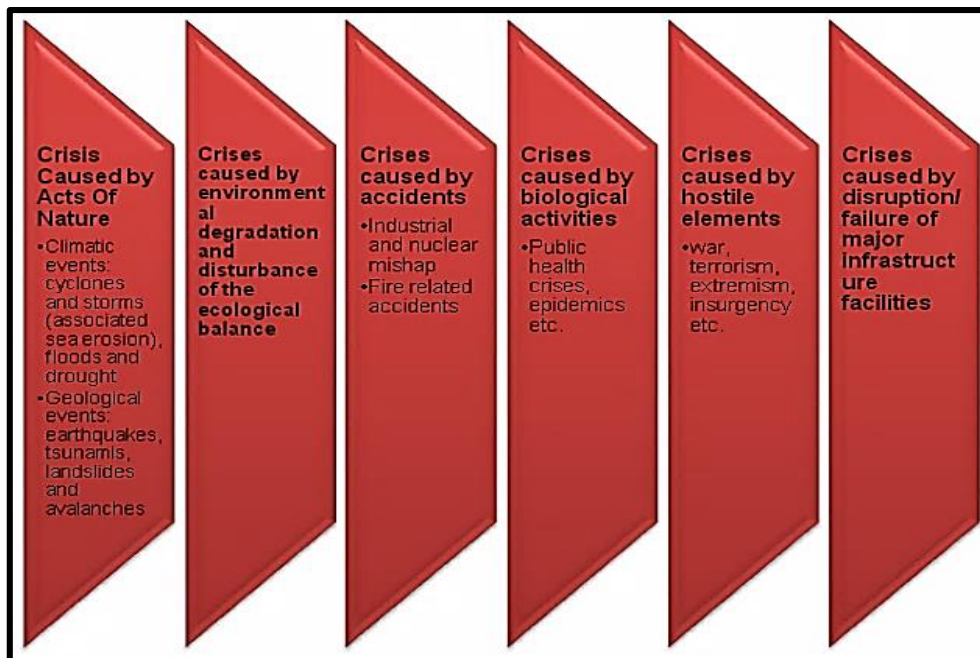 Crisis
Caused by
Acts Of
Nature
•Climatic
events:
cyclones
and storms
(associated
sea erosion),
floods and
drought
•Geological
events:
earthquakes,
tsunamis,
landslides
and
avalanches
Crises
caused by
environment
al
degradation
and
disturbance
of the
ecological
balance
Crises
caused by
accidents
•Industrial
and nuclear
mishap
•Fire related
accidents
Crises
caused by
biological
activities
•Public
health
crises,
epidemics
etc.
Crises
caused by
hostile
elements
•war,
terrorism,
extremism,
insurgency
etc.
Crises
caused by
disruption/
failure of
major
infrastruct
ure
facilities